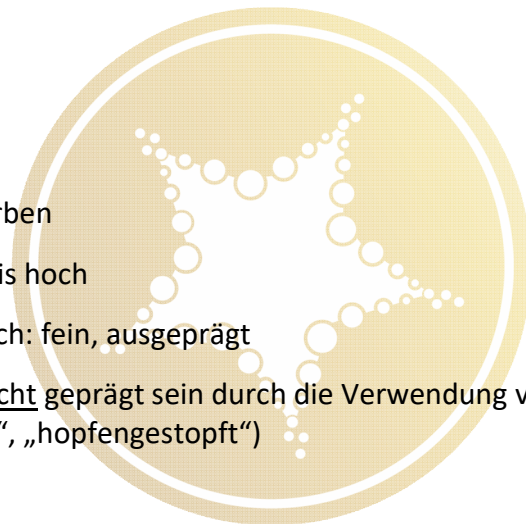 rben
is hoch
ch: fein, ausgeprägt
cht geprägt sein durch die Verwendung v
“, „hopfengestopft“)